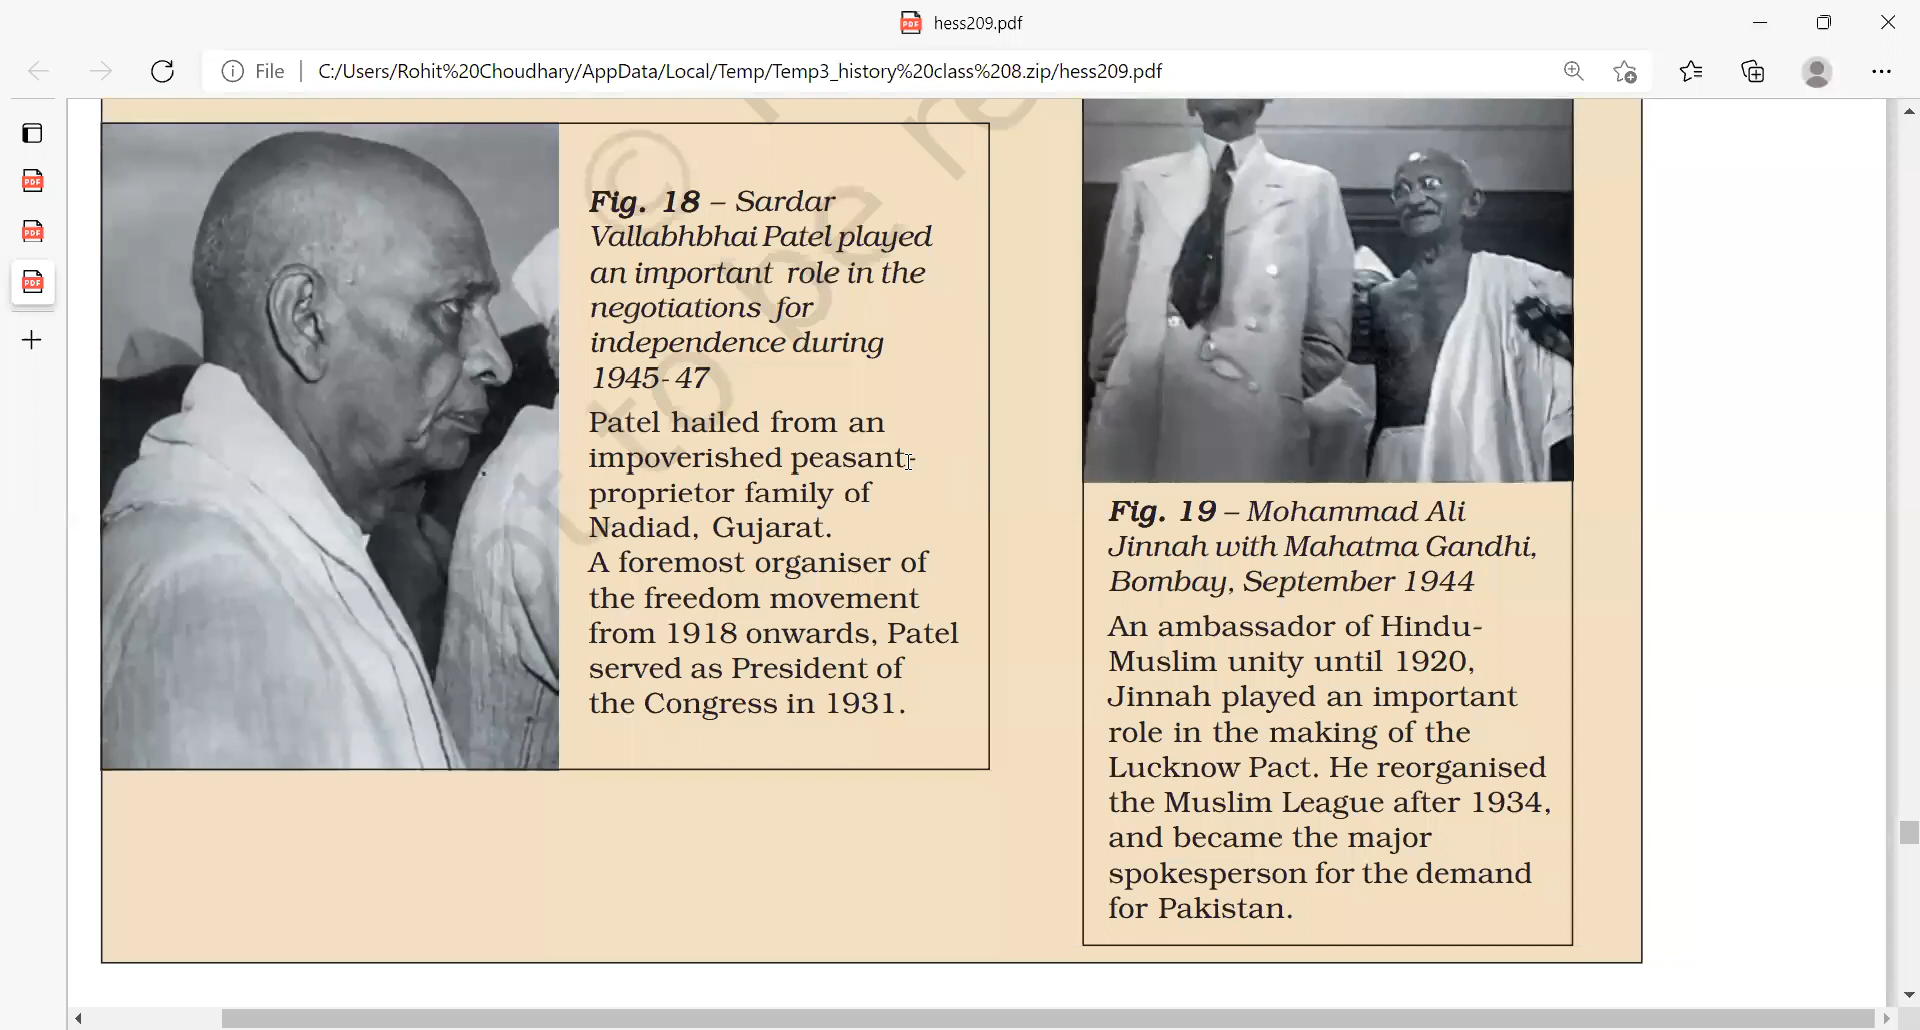 hess209.pdf
File
C:/Users/Rohit%20Choudhary/AppData/Local/Temp/Temp3_history%20class%208.zip/hess209.pdf
Fig. 18 – Sardar
Vallabhbhai Patel played
an important role in the
negotiations for
independence during
1945-47
Patel hailed from an
impoverished peasant-
proprietor family of
Nadiad, Gujarat.
A foremost organiser of
the freedom movement
from 1918 onwards, Patel
served as President of
the Congress in 1931.
Fig. 19 – Mohammad Ali
Jinnah with Mahatma Gandhi,
Bombay, September 1944
An ambassador of Hindu-
Muslim unity until 1920,
Jinnah played an important
role in the making of the
Lucknow Pact. He reorganised
the Muslim League after 1934,
and became the major
spokesperson for the demand
for Pakistan.
©
to be re